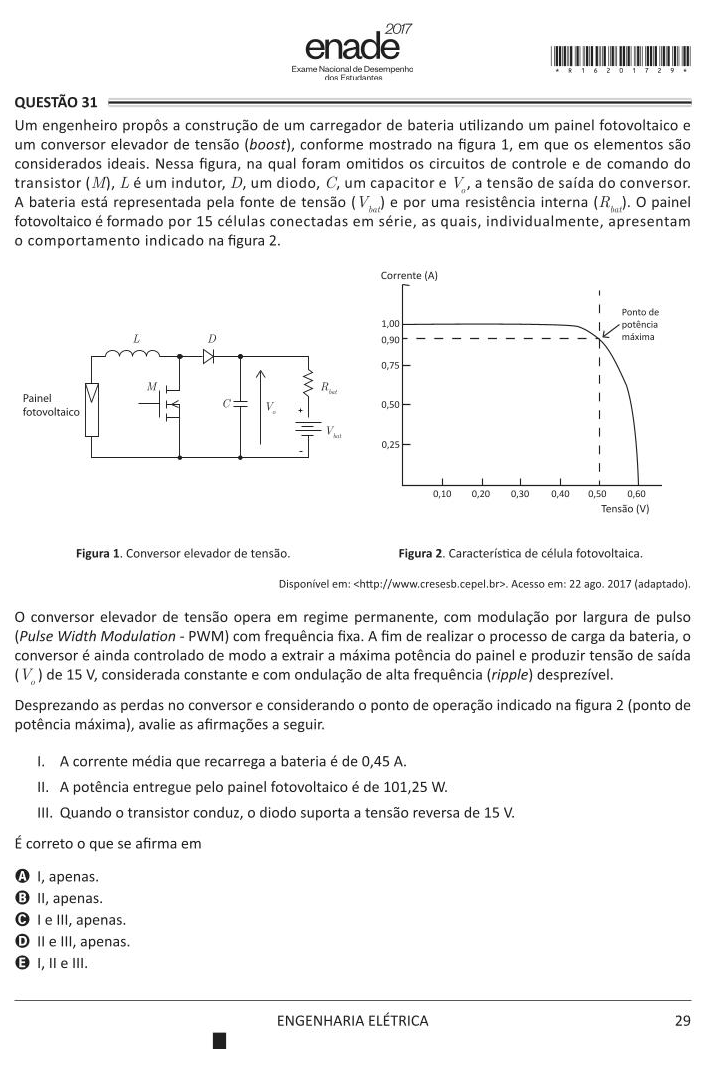 enade 2017
Exame Nacional de Desempenho
dos Estudantes
* R 1 6 2 0 1 7 2 9 *
QUESTÃO 31
Um engenheiro propôs a construção de um carregador de bateria utilizando um painel fotovoltaico e
um conversor elevador de tensão (boost), conforme mostrado na figura 1, em que os elementos são
considerados ideais. Nessa figura, na qual foram omitidos os circuitos de controle e de comando do
transistor (M), L é um indutor, D, um diodo, C, um capacitor e V_o, a tensão de saída do conversor.
A bateria está representada pela fonte de tensão (V_bat) e por uma resistência interna (R_bat). O painel
fotovoltaico é formado por 15 células conectadas em série, as quais, individualmente, apresentam
o comportamento indicado na figura 2.
L
D
M
C
V_o
R_bat
+
V_bat
-
Painel
fotovoltaico
Corrente (A)
1,00
0,90
0,75
0,50
0,25
0,10 0,20 0,30 0,40 0,50 0,60
Tensão (V)
Ponto de
potência
máxima
Figura 1. Conversor elevador de tensão.
Figura 2. Característica de célula fotovoltaica.
Disponível em: <http://www.cresesb.cepel.br>. Acesso em: 22 ago. 2017 (adaptado).
O conversor elevador de tensão opera em regime permanente, com modulação por largura de pulso
(Pulse Width Modulation - PWM) com frequência fixa. A fim de realizar o processo de carga da bateria, o
conversor é ainda controlado de modo a extrair a máxima potência do painel e produzir tensão de saída
(V_o) de 15 V, considerada constante e com ondulação de alta frequência (ripple) desprezível.
Desprezando as perdas no conversor e considerando o ponto de operação indicado na figura 2 (ponto de
potência máxima), avalie as afirmações a seguir.
I. A corrente média que recarrega a bateria é de 0,45 A.
II. A potência entregue pelo painel fotovoltaico é de 101,25 W.
III. Quando o transistor conduz, o diodo suporta a tensão reversa de 15 V.
É correto o que se afirma em
A I, apenas.
B II, apenas.
C I e III, apenas.
D II e III, apenas.
E I, II e III.
ENGENHARIA ELÉTRICA
29